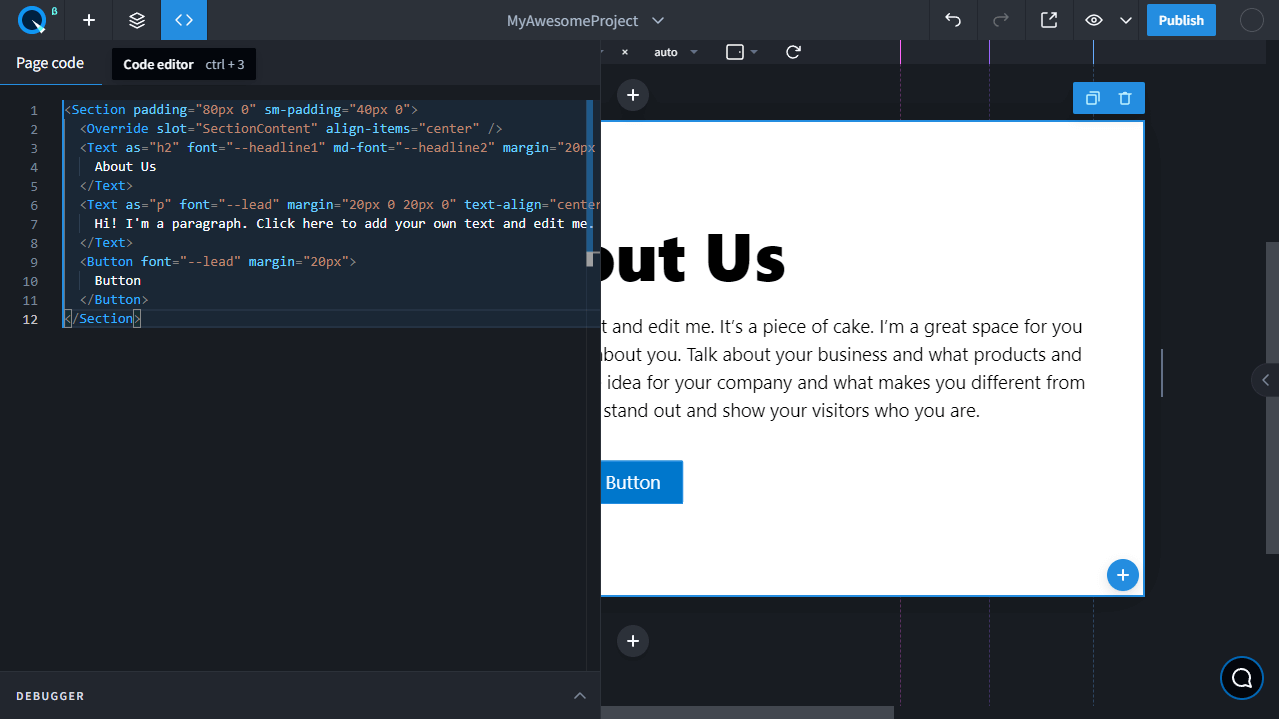 β
MyAwesomeProject
Publish
Page code
Code editor ctrl + 3
× auto
1 <Section padding="80px 0" sm-padding="40px 0">
2 <Override slot="SectionContent" align-items="center" />
3 <Text as="h2" font="--headline1" md-font="--headline2" margin="20px
4 About Us
5 </Text>
6 <Text as="p" font="--lead" margin="20px 0 20px 0" text-align="center
7 Hi! I'm a paragraph. Click here to add your own text and edit me.
8 </Text>
9 <Button font="--lead" margin="20px">
10 Button
11 </Button>
12 </Section>
out Us
t and edit me. It's a piece of cake. I'm a great space for you
about you. Talk about your business and what products and
idea for your company and what makes you different from
stand out and show your visitors who you are.
Button
DEBUGGER